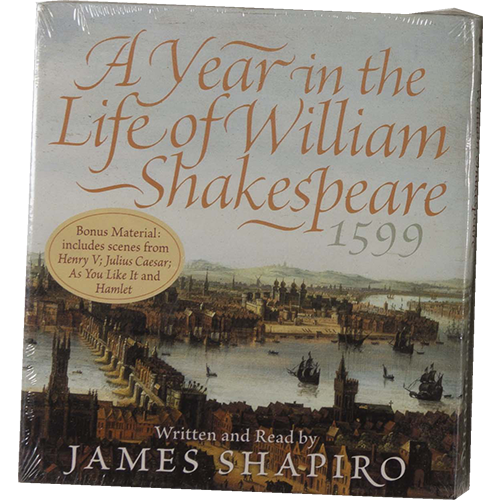 A Year in the
Life of William
Shakespeare
1599
Bonus Material:
includes scenes from
Henry V; Julius Caesar;
As You Like It and
Hamlet
Written and Read by
JAMES SHAPIRO